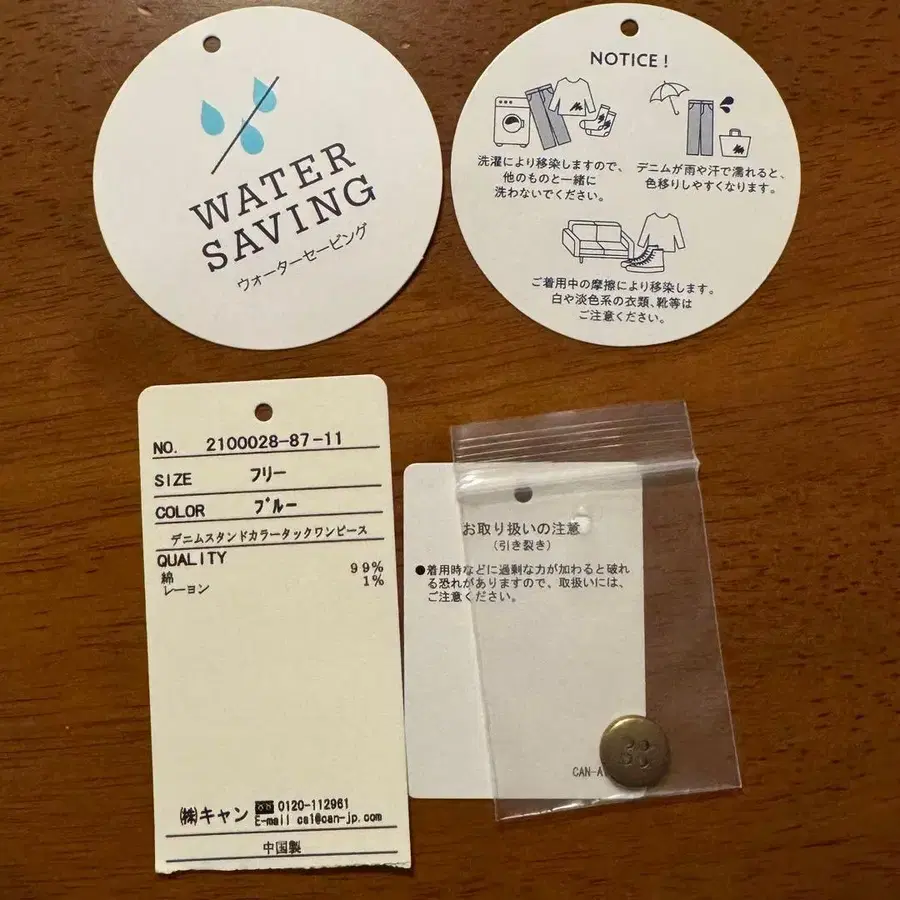 WATER
SAVING
ウォーターセービング
NOTICE !
洗濯により移染しますので、
他のものと一緒に
洗わないでください。
デニムが雨や汗で濡れると、
色移りしやすくなります。
ご着用中の摩擦により移染します。
白や淡色系の衣類、靴等は
ご注意ください。
NO. 2100028-87-11
SIZE フリー
COLOR ブルー
デニムスタンドカラータックワンピース
QUALITY
綿 99%
レーヨン 1%
㈱キャン 0120-112961
E-mail ca1@can-jp.com
中国製
お取り扱いの注意
(引き裂き)
●着用時などに過剰な力が加わると破れ
る恐れがありますので、取扱いには、
ご注意ください。
CAN-A